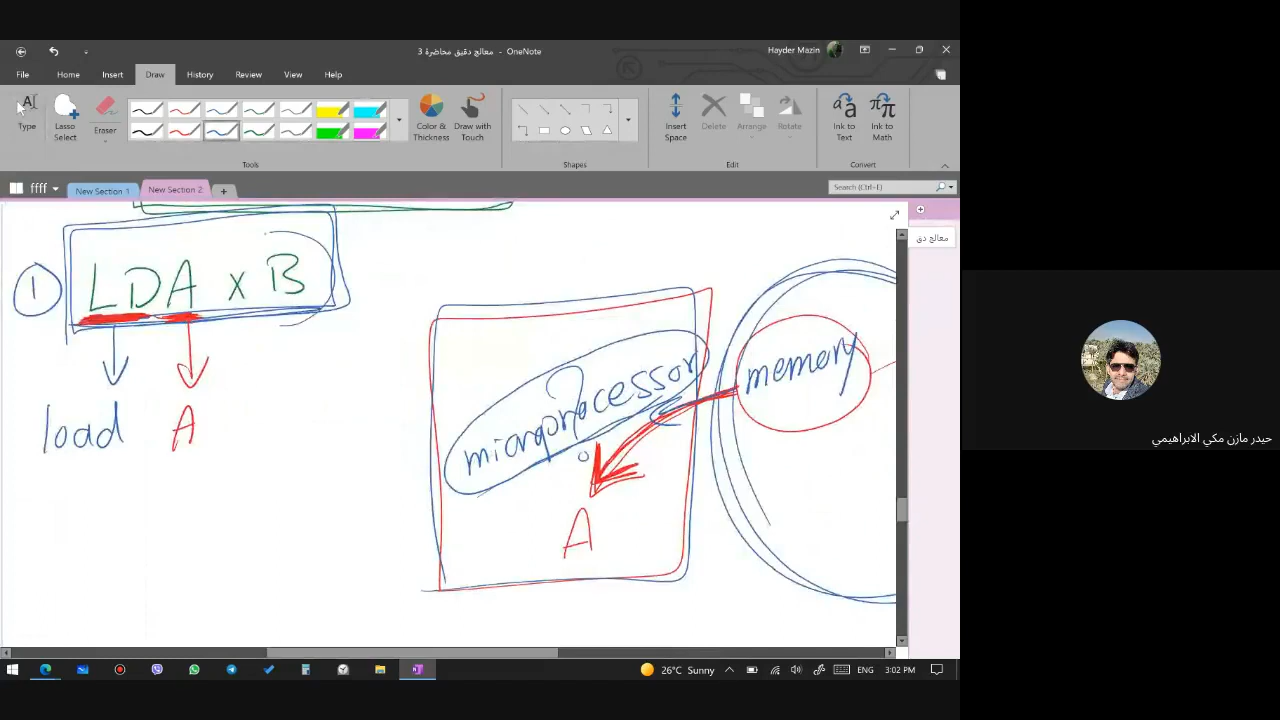 معالج دقيق محاضرة 3 - OneNote
Hayder Mazin
File Home Insert Draw History Review View Help
Type
Lasso Select
Eraser
Color & Thickness
Draw with Touch
Insert Space
Delete
Arrange
Rotate
Ink to Text
Ink to Math
Tools
Shapes
Edit
Convert
ffff
New Section 1
New Section 2
Search (Ctrl+E)
معالج دق
1
LDA x B
load
A
microprocessor
A
memory
حيدر مازن مكي الابراهيمي
26°C Sunny
ENG
3:02 PM